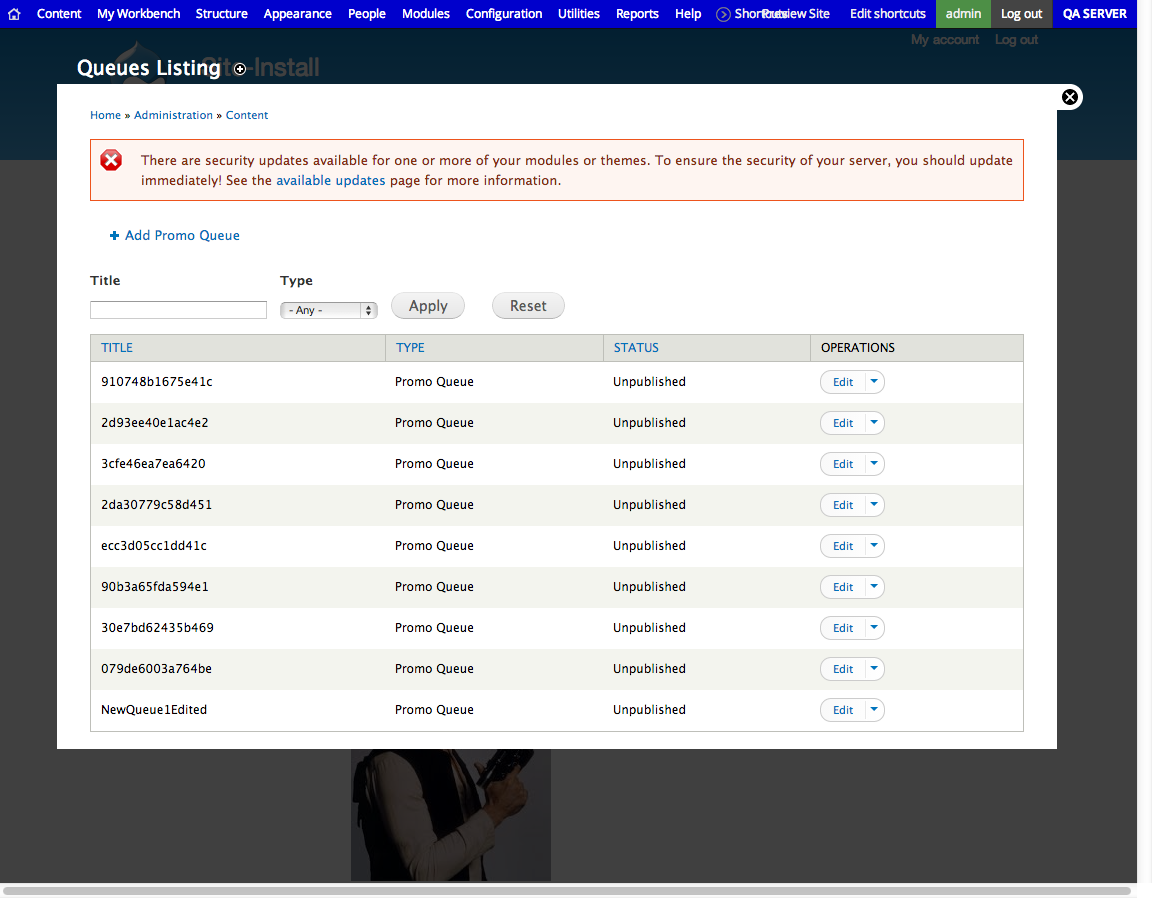 Content My Workbench Structure Appearance People Modules Configuration Utilities Reports Help Shortcuts Preview Site Edit shortcuts admin Log out QA SERVER
My account Log out
Site-Install
Queues Listing
Home » Administration » Content
There are security updates available for one or more of your modules or themes. To ensure the security of your server, you should update
immediately! See the available updates page for more information.
Add Promo Queue
Title Type
- Any - Apply Reset
TITLE TYPE STATUS OPERATIONS
910748b1675e41c Promo Queue Unpublished Edit
2d93ee40e1ac4e2 Promo Queue Unpublished Edit
3cfe46ea7ea6420 Promo Queue Unpublished Edit
2da30779c58d451 Promo Queue Unpublished Edit
ecc3d05cc1dd41c Promo Queue Unpublished Edit
90b3a65fda594e1 Promo Queue Unpublished Edit
30e7bd62435b469 Promo Queue Unpublished Edit
079de6003a764be Promo Queue Unpublished Edit
NewQueue1Edited Promo Queue Unpublished Edit